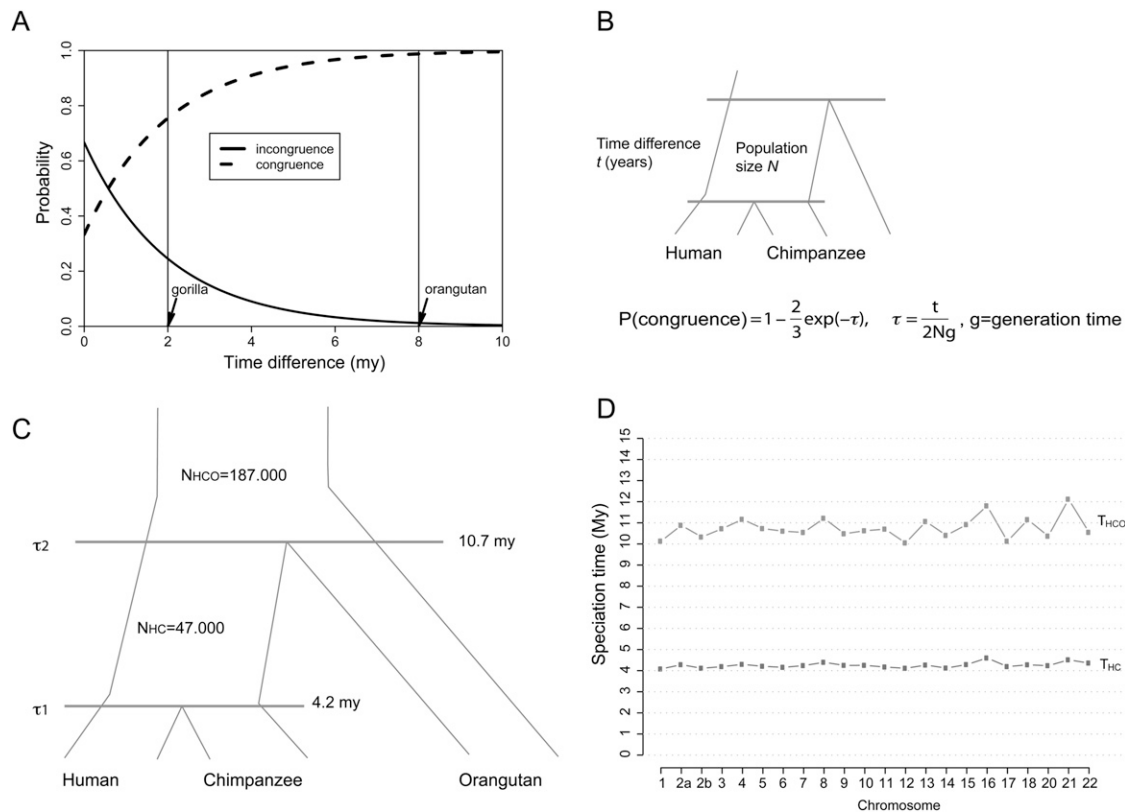 A
Probability
1.0
0.8
0.6
0.4
0.2
0.0
incongruence
congruence
gorilla
orangutan
0 2 4 6 8 10
Time difference (my)
B
Time difference
t (years)
Population
size N
Human Chimpanzee
P(congruence)=1−2/3exp(−τ), τ=t/2Ng, g=generation time
C
NHCO=187.000
τ2 10.7 my
NHC=47.000
τ1 4.2 my
Human Chimpanzee Orangutan
D
Speciation time (My)
15
14
13
12
11
10
9
8
7
6
5
4
3
2
1
0
THCO
THC
1 2a 2b 3 4 5 6 7 8 9 10 11 12 13 14 15 16 17 18 20 21 22
Chromosome